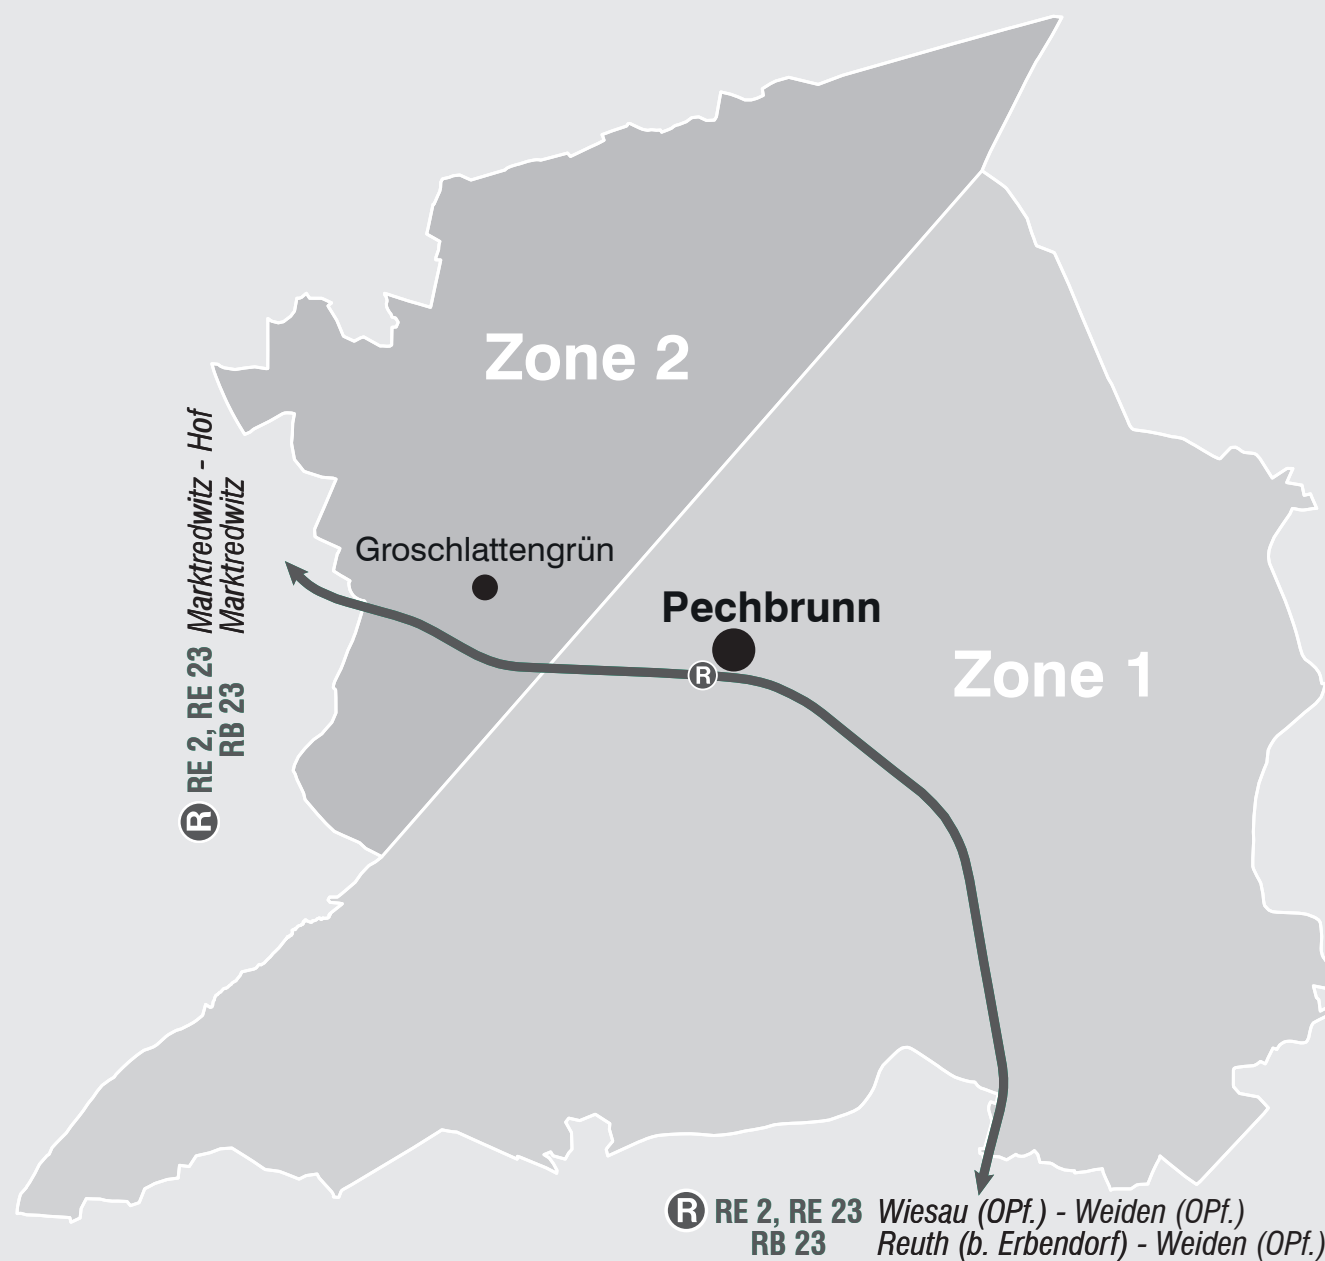 Zone 2
Groschlattengrün
Pechbrunn
R
Zone 1
R RE 2, RE 23 Marktredwitz - Hof
RB 23 Marktredwitz
R RE 2, RE 23 Wiesau (OPf.) - Weiden (OPf.)
RB 23 Reuth (b. Erbendorf) - Weiden (OPf.)